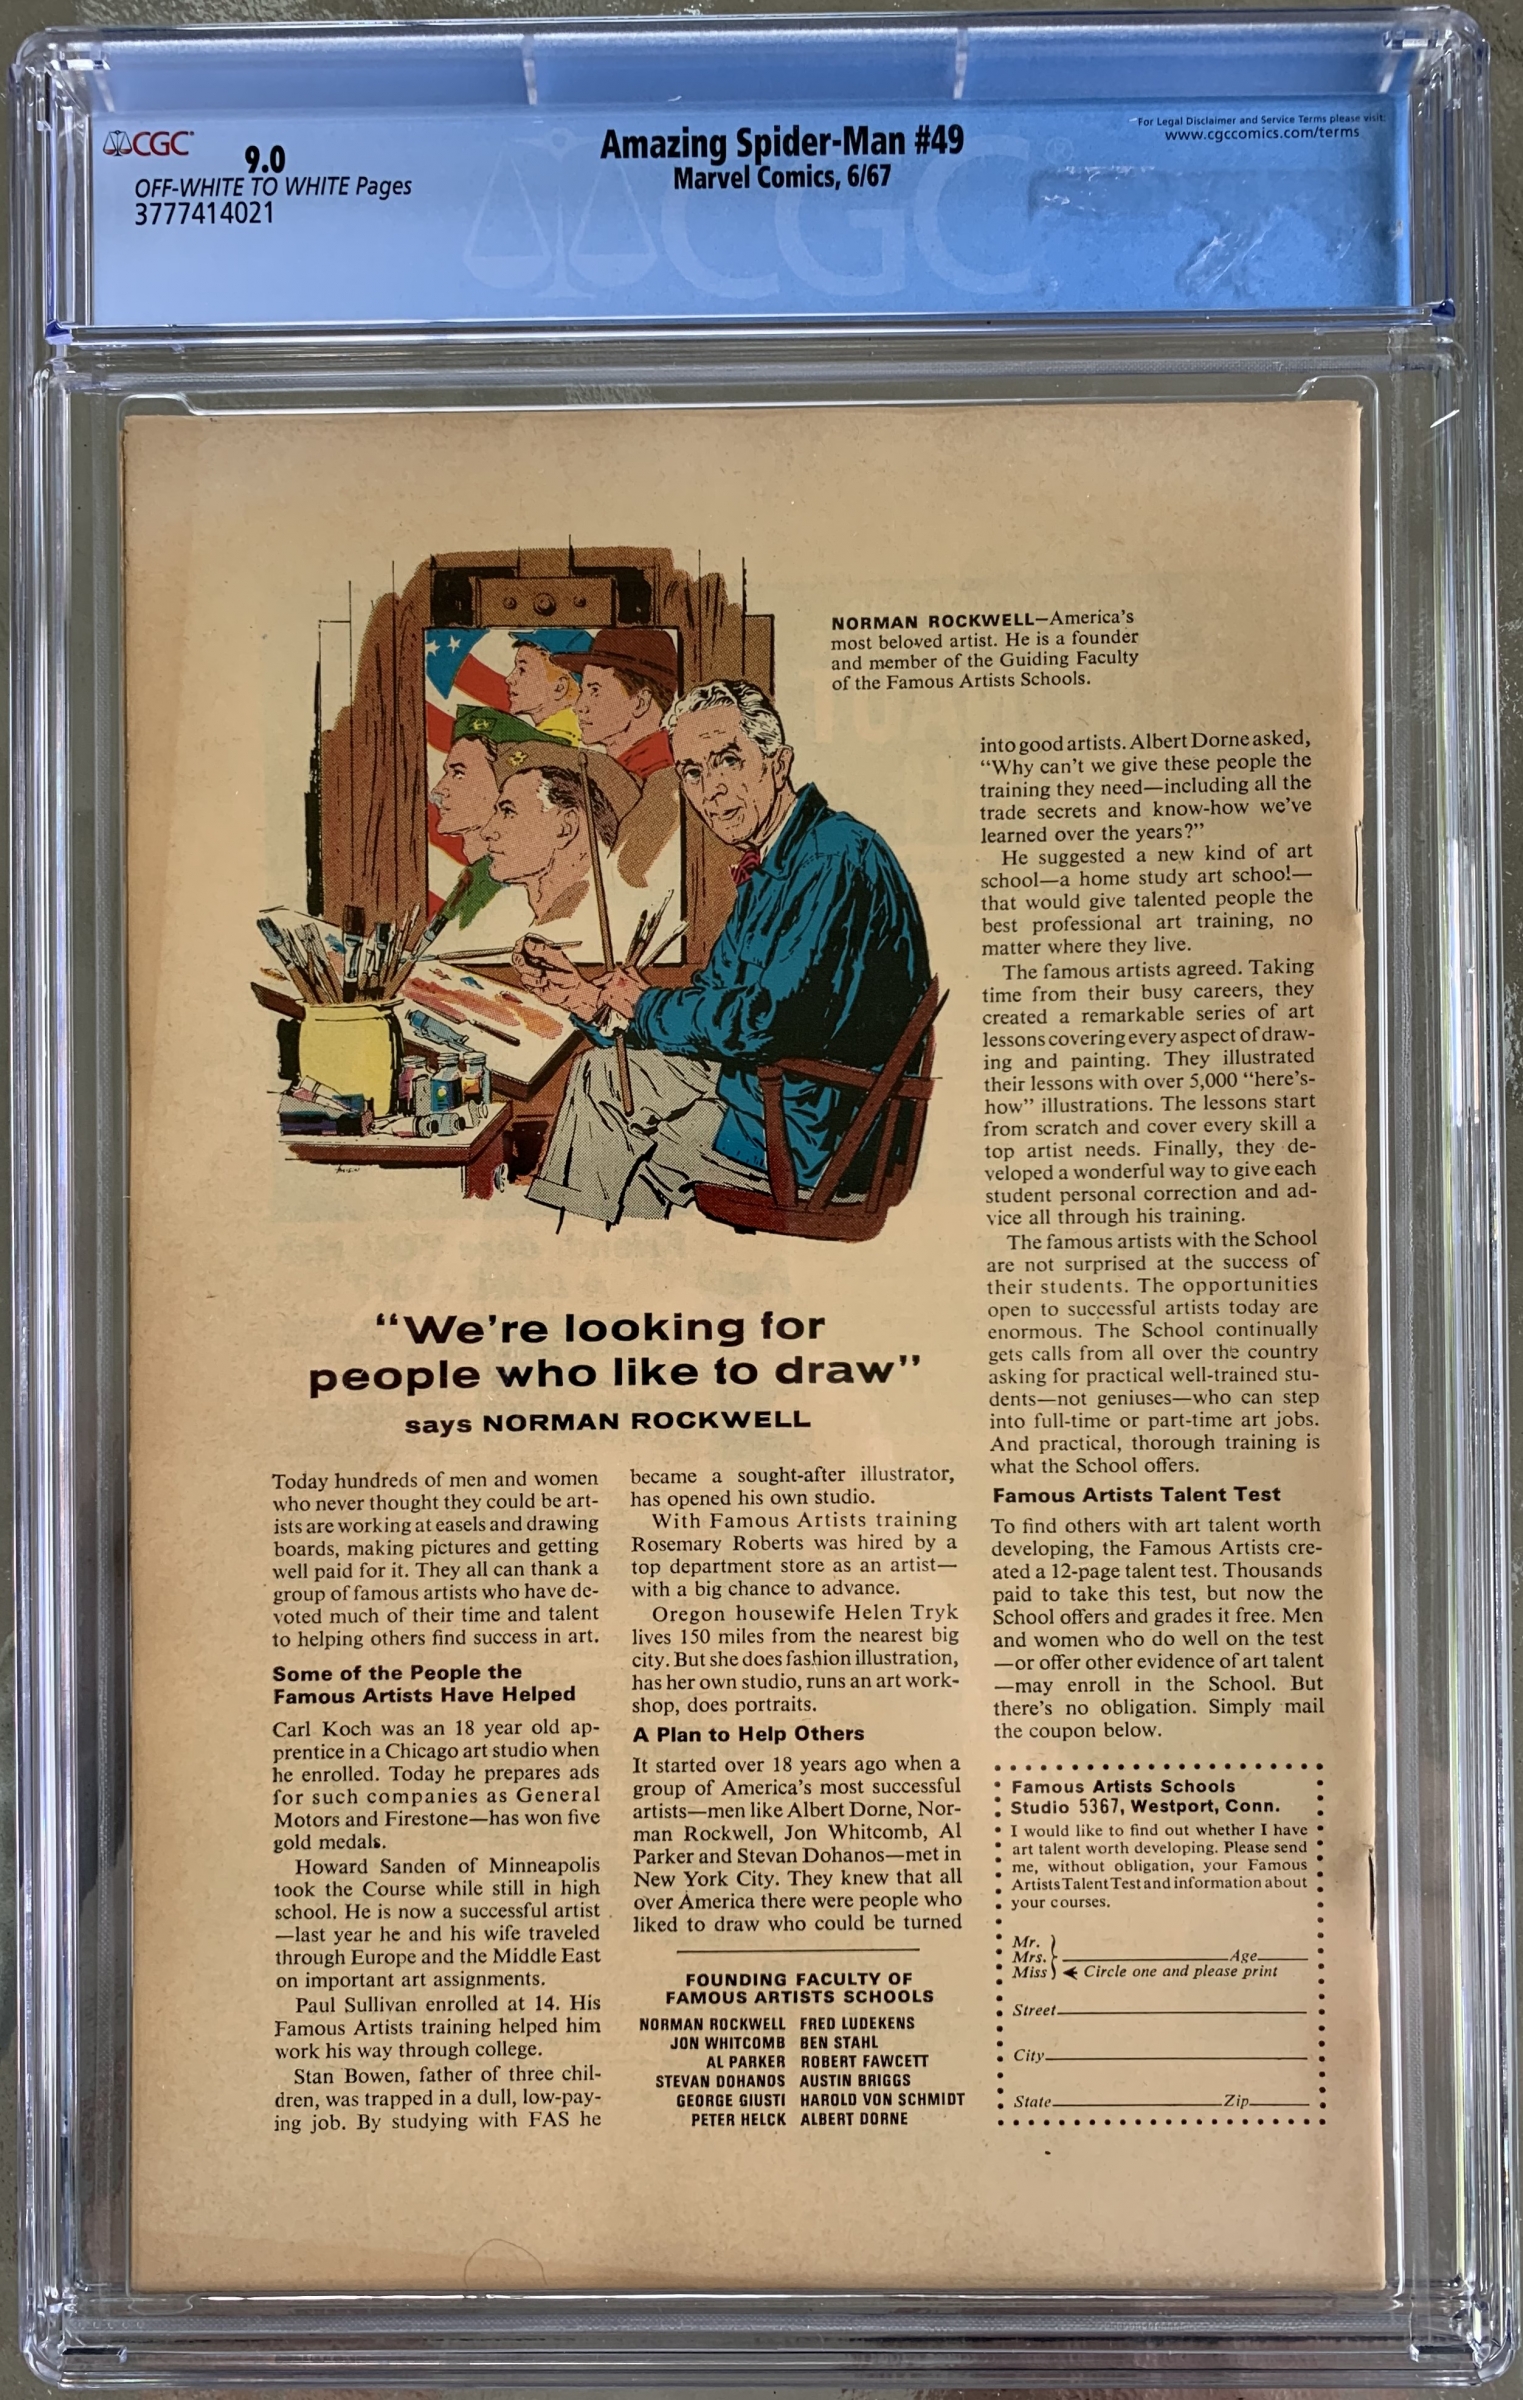 CGC
9.0
OFF-WHITE TO WHITE Pages
3777414021
Amazing Spider-Man #49
Marvel Comics, 6/67
For Legal Disclaimer and Service Terms please visit:
www.cgccomics.com/terms
CGC
NORMAN ROCKWELL—America's
most beloved artist. He is a founder
and member of the Guiding Faculty
of the Famous Artists Schools.
"We're looking for
people who like to draw"
says NORMAN ROCKWELL
Today hundreds of men and women
who never thought they could be art-
ists are working at easels and drawing
boards, making pictures and getting
well paid for it. They all can thank a
group of famous artists who have de-
voted much of their time and talent
to helping others find success in art.
Some of the People the
Famous Artists Have Helped
Carl Koch was an 18 year old ap-
prentice in a Chicago art studio when
he enrolled. Today he prepares ads
for such companies as General
Motors and Firestone—has won five
gold medals.
Howard Sanden of Minneapolis
took the Course while still in high
school. He is now a successful artist
—last year he and his wife traveled
through Europe and the Middle East
on important art assignments.
Paul Sullivan enrolled at 14. His
Famous Artists training helped him
work his way through college.
Stan Bowen, father of three chil-
dren, was trapped in a dull, low-pay-
ing job. By studying with FAS he
became a sought-after illustrator,
has opened his own studio.
With Famous Artists training
Rosemary Roberts was hired by a
top department store as an artist—
with a big chance to advance.
Oregon housewife Helen Tryk
lives 150 miles from the nearest big
city. But she does fashion illustration,
has her own studio, runs an art work-
shop, does portraits.
A Plan to Help Others
It started over 18 years ago when a
group of America's most successful
artists—men like Albert Dorne, Nor-
man Rockwell, Jon Whitcomb, Al
Parker and Stevan Dohanos—met in
New York City. They knew that all
over America there were people who
liked to draw who could be turned
into good artists. Albert Dorne asked,
"Why can't we give these people the
training they need—including all the
trade secrets and know-how we've
learned over the years?"
He suggested a new kind of art
school—a home study art school—
that would give talented people the
best professional art training, no
matter where they live.
The famous artists agreed. Taking
time from their busy careers, they
created a remarkable series of art
lessons covering every aspect of draw-
ing and painting. They illustrated
their lessons with over 5,000 "here's-
how" illustrations. The lessons start
from scratch and cover every skill a
top artist needs. Finally, they de-
veloped a wonderful way to give each
student personal correction and ad-
vice all through his training.
The famous artists with the School
are not surprised at the success of
their students. The opportunities
open to successful artists today are
enormous. The School continually
gets calls from all over the country
asking for practical well-trained stu-
dents—not geniuses—who can step
into full-time or part-time art jobs.
And practical, thorough training is
what the School offers.
Famous Artists Talent Test
To find others with art talent worth
developing, the Famous Artists cre-
ated a 12-page talent test. Thousands
paid to take this test, but now the
School offers and grades it free. Men
and women who do well on the test
—or offer other evidence of art talent
—may enroll in the School. But
there's no obligation. Simply mail
the coupon below.
FOUNDING FACULTY OF
FAMOUS ARTISTS SCHOOLS
NORMAN ROCKWELL FRED LUDEKENS
JON WHITCOMB BEN STAHL
AL PARKER ROBERT FAWCETT
STEVAN DOHANOS AUSTIN BRIGGS
GEORGE GIUSTI HAROLD VON SCHMIDT
PETER HELCK ALBERT DORNE
Famous Artists Schools
Studio 5367, Westport, Conn.
I would like to find out whether I have
art talent worth developing. Please send
me, without obligation, your Famous
Artists Talent Test and information about
your courses.
Mr.
Mrs. Age
Miss Circle one and please print
Street
City
State Zip